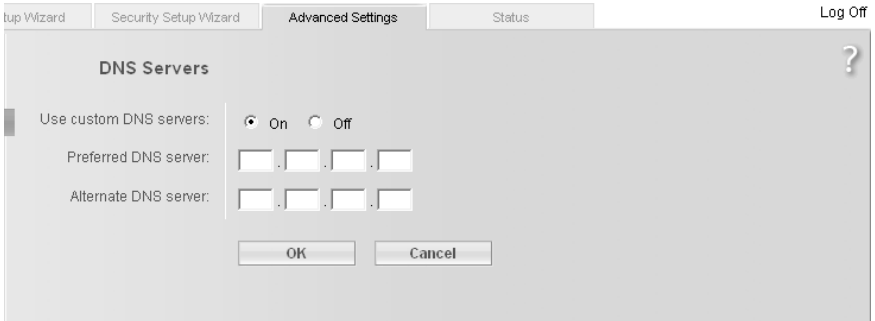 tup Wizard Security Setup Wizard Advanced Settings Status Log Off
DNS Servers ?
Use custom DNS servers: On Off
Preferred DNS server: . . .
Alternate DNS server: . . .
OK Cancel